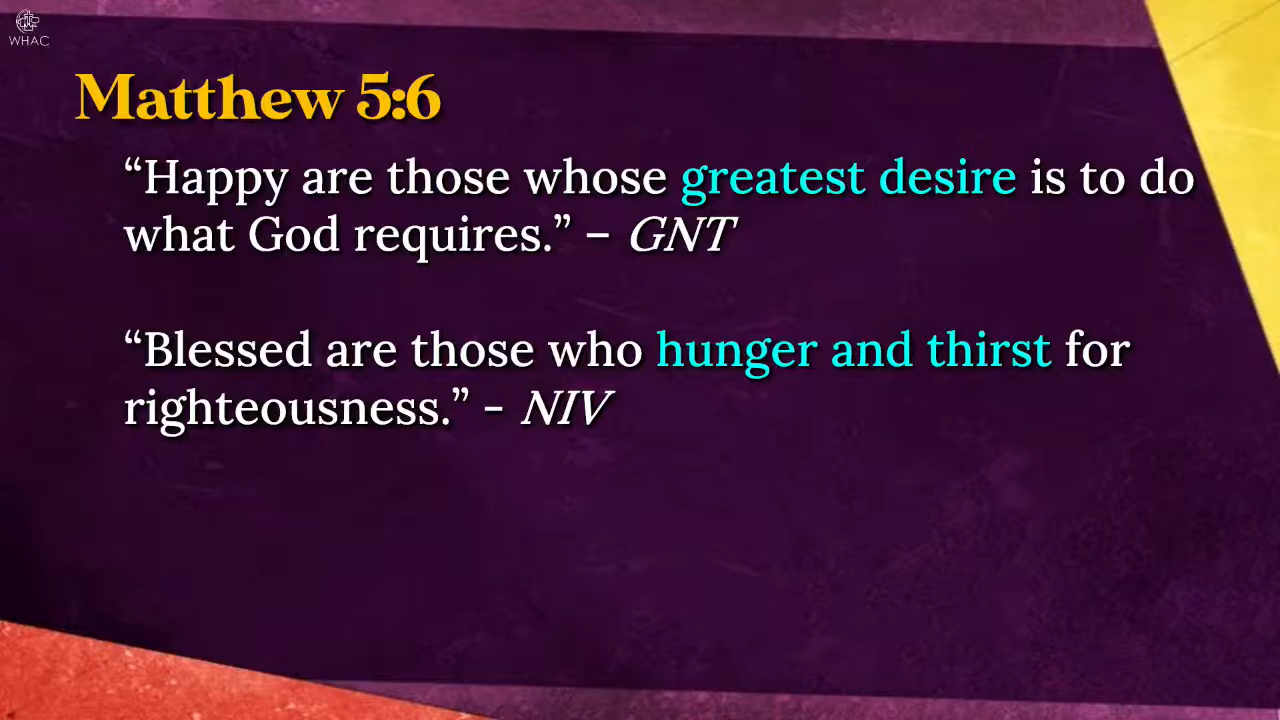 WHAC
Matthew 5:6
“Happy are those whose greatest desire is to do
what God requires.” – GNT
“Blessed are those who hunger and thirst for
righteousness.” - NIV